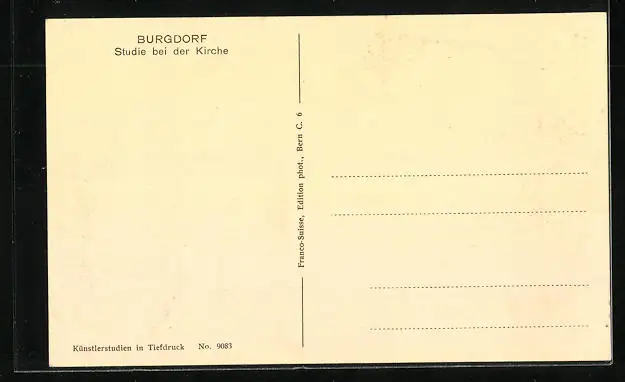 BURGDORF
Studie bei der Kirche
Franco-Suisse, Edition phot., Bern C. 6
Künstlerstudien in Tiefdruck No. 9083